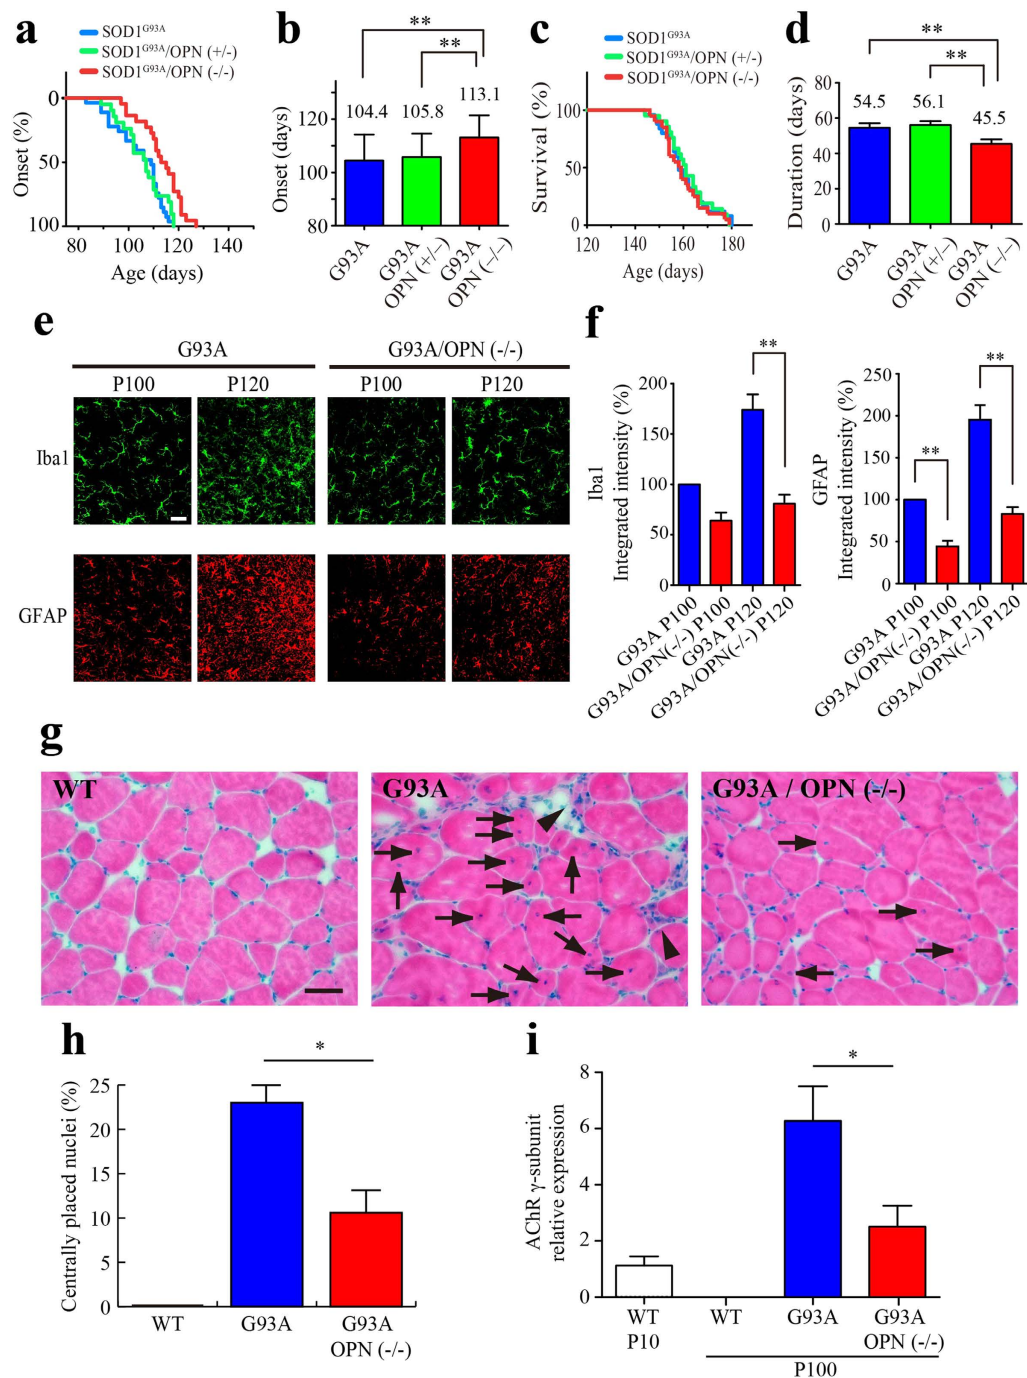 a
SOD1G93A
SOD1G93A/OPN (+/-)
SOD1G93A/OPN (-/-)
0
50
100
Onset (%)
80
100
120
140
Age (days)
b
**
**
104.4
105.8
113.1
120
100
80
Onset (days)
G93A
G93A
OPN (+/-)
G93A
OPN (-/-)
c
SOD1G93A
SOD1G93A/OPN (+/-)
SOD1G93A/OPN (-/-)
100
50
0
Survival (%)
120
140
160
180
Age (days)
d
**
**
54.5
56.1
45.5
80
60
40
20
0
Duration (days)
G93A
G93A
OPN (+/-)
G93A
OPN (-/-)
e
G93A
G93A/OPN (-/-)
P100
P120
P100
P120
Iba1
GFAP
f
**
200
150
100
50
0
Iba1
Integrated intensity (%)
G93A P100
G93A/OPN(-/-) P100
G93A P120
G93A/OPN(-/-) P120
**
**
250
200
150
100
50
0
GFAP
Integrated intensity (%)
G93A P100
G93A/OPN(-/-) P100
G93A P120
G93A/OPN(-/-) P120
g
WT
G93A
G93A / OPN (-/-)
h
*
25
20
15
10
5
0
Centrally placed nuclei (%)
WT
G93A
G93A
OPN (-/-)
i
*
8
6
4
2
0
AChR γ-subunit
relative expression
WT
P10
WT
G93A
G93A
OPN (-/-)
P100